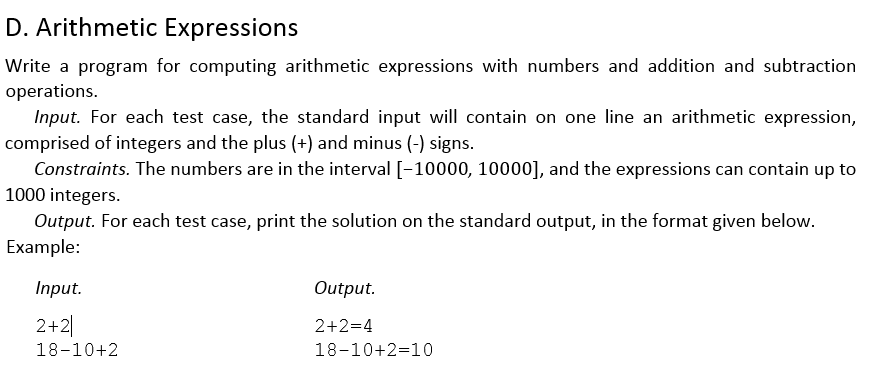 D. Arithmetic Expressions
Write a program for computing arithmetic expressions with numbers and addition and subtraction
operations.
Input. For each test case, the standard input will contain on one line an arithmetic expression,
comprised of integers and the plus (+) and minus (-) signs.
Constraints. The numbers are in the interval [−10000, 10000], and the expressions can contain up to
1000 integers.
Output. For each test case, print the solution on the standard output, in the format given below.
Example:
Input. Output.
2+2 2+2=4
18-10+2 18-10+2=10